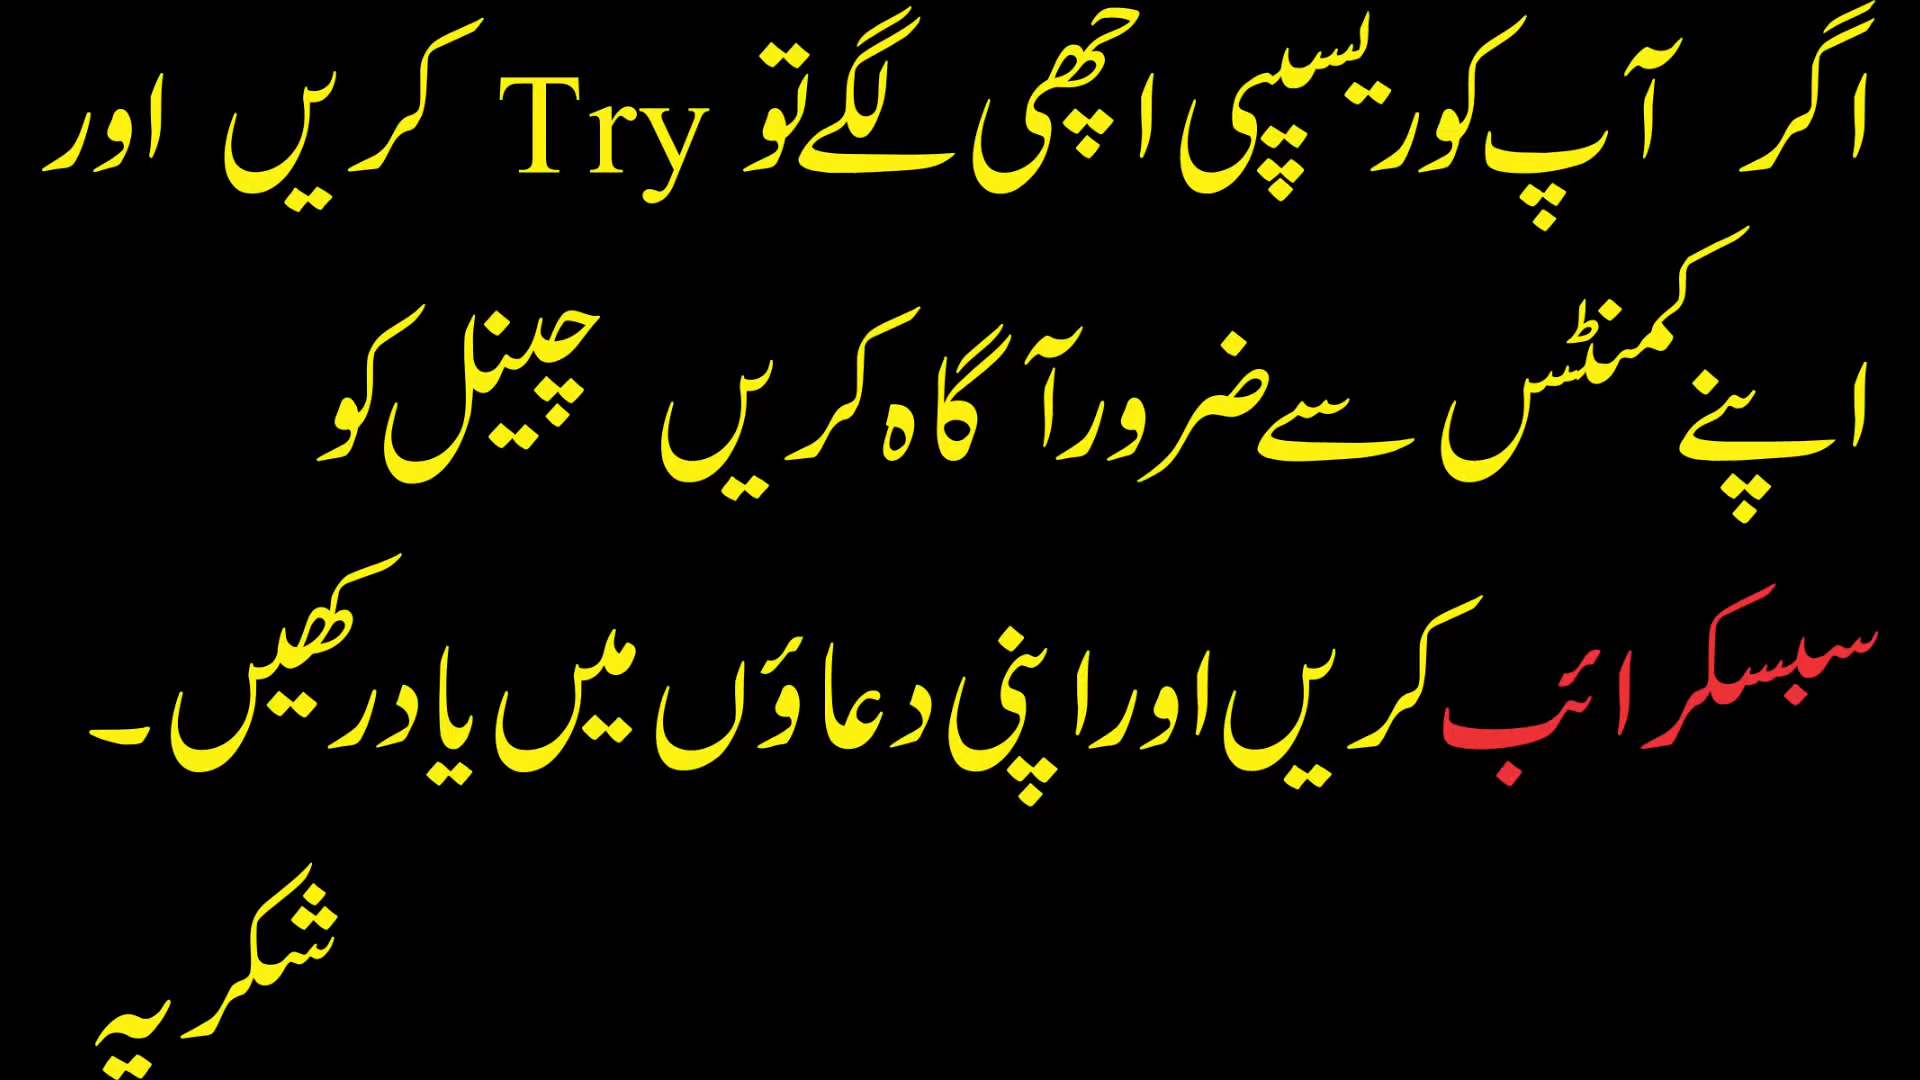 اگر آپ کو ریسیپی اچھی لگے تو Try کریں اور
اپنے کمنٹس سے ضرور آگاہ کریں چینل کو
سبسکرائب کریں اور اپنی دعاؤں میں یاد رکھیں۔
شکریہ